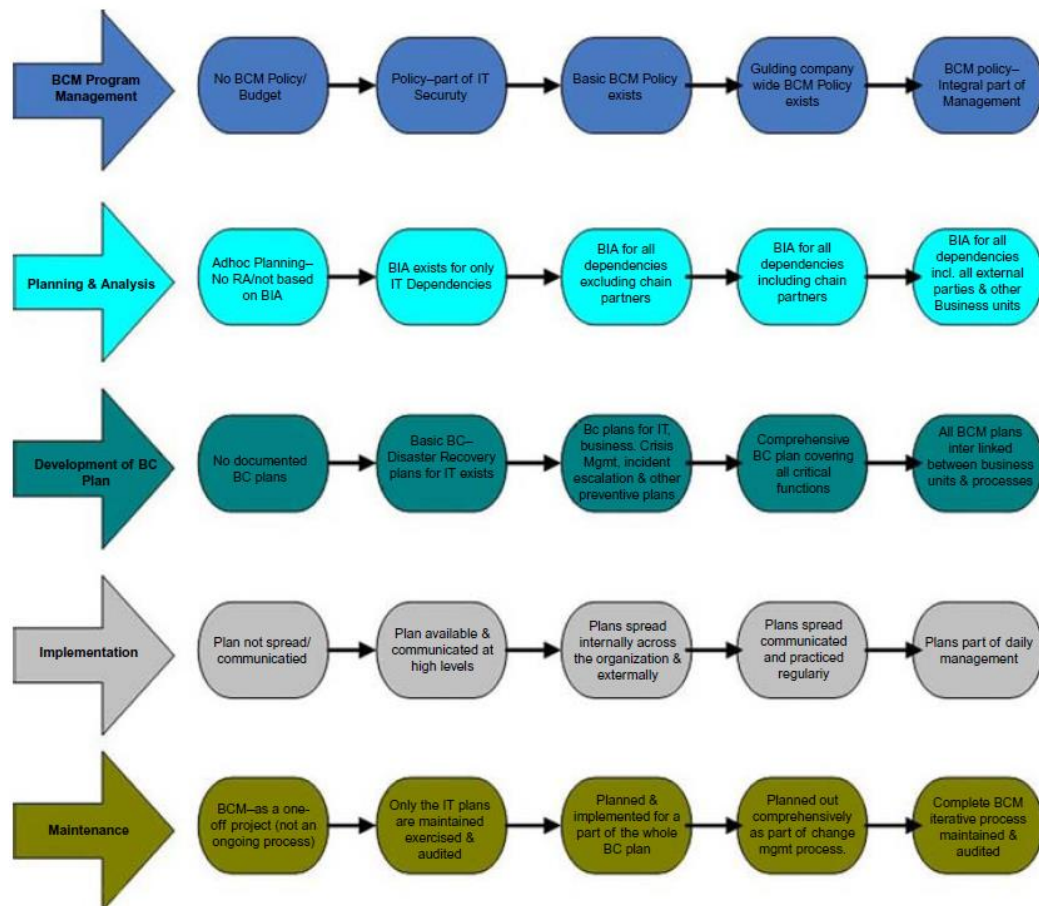 BCM Program
Management
No BCM Policy/
Budget
Policy–part of IT
Securuty
Basic BCM Policy
exists
Gulding company
wide BCM Policy
exists
BCM policy–
Integral part of
Management
Planning & Analysis
Adhoc Planning–
No RA/not based
on BIA
BIA exists for only
IT Dependencies
BIA for all
dependencies
excluding chain
partners
BIA for all
dependencies
including chain
partners
BIA for all
dependencies
incl. all external
parties & other
Business units
Development of BC
Plan
No documented
BC plans
Basic BC–
Disaster Recovery
plans for IT exists
Bc plans for IT,
business. Crisis
Mgmt, incident
escalation & other
preventive plans
Comprehensive
BC plan covering
all critical
functions
All BCM plans
inter linked
between business
units & processes
Implementation
Plan not spread/
communicatied
Plan available &
communicated at
high levels
Plans spread
internally across
the organization &
externally
Plans spread
communicated
and practiced
regulariy
Plans part of daily
management
Maintenance
BCM–as a one-
off project (not an
ongoing process)
Only the IT plans
are maintained
exercised &
audited
Planned &
implemented for a
part of the whole
BC plan
Planned out
comprehensively
as part of change
mgmt process.
Complete BCM
iterative process
maintained &
audited